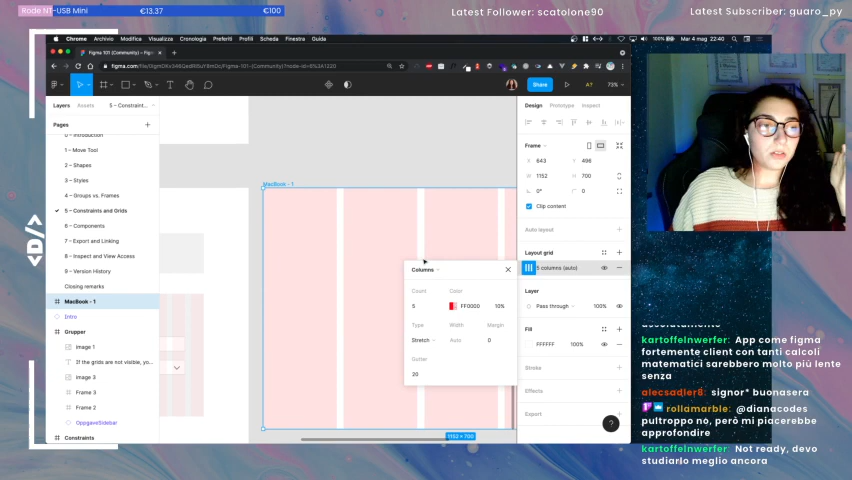 Rode NT-USB Mini €13.37 €100
Latest Follower: scatolone90
Latest Subscriber: guaro_py
Chrome Archivio Modifica Visualizza Cronologia Preferiti Profili Scheda Finestra Guida
100% Mar 4 mag 22:40
Figma 101 (Community) – Fig
Share
A?
73%
Layers Assets 5 – Constraint...
Pages
0 – Introduction
1 – Move Tool
2 – Shapes
3 – Styles
4 – Groups vs. Frames
5 – Constraints and Grids
6 – Components
7 – Export and Linking
8 – Inspect and View Access
9 – Version History
Closing remarks
MacBook - 1
Intro
Grupper
image 1
If the grids are not visible, yo...
image 3
Frame 3
Frame 2
OppgaveSidebar
Constraints
MacBook - 1
1152 × 700
Columns
Count Color
5 FF0000 10%
Type Width Margin
Stretch Auto 0
Gutter
20
Design Prototype Inspect
Frame
X 643 Y 496
W 1152 H 700
0° 0
Clip content
Auto layout
Layout grid
5 columns (auto)
Layer
Pass through 100%
Fill
FFFFFF 100%
Stroke
Effects
Export
?
</D/>
assolutamente
kartoffelnwerfer: App come figma
fortemente client con tanti calcoli
matematici sarebbero molto più lente
senza
alecsadler8: signor* buonasera
rollamarble: @dianacodes
pultroppo no, però mi piacerebbe
approfondire
kartoffelnwerfer: Not ready, devo
studiarlo meglio ancora